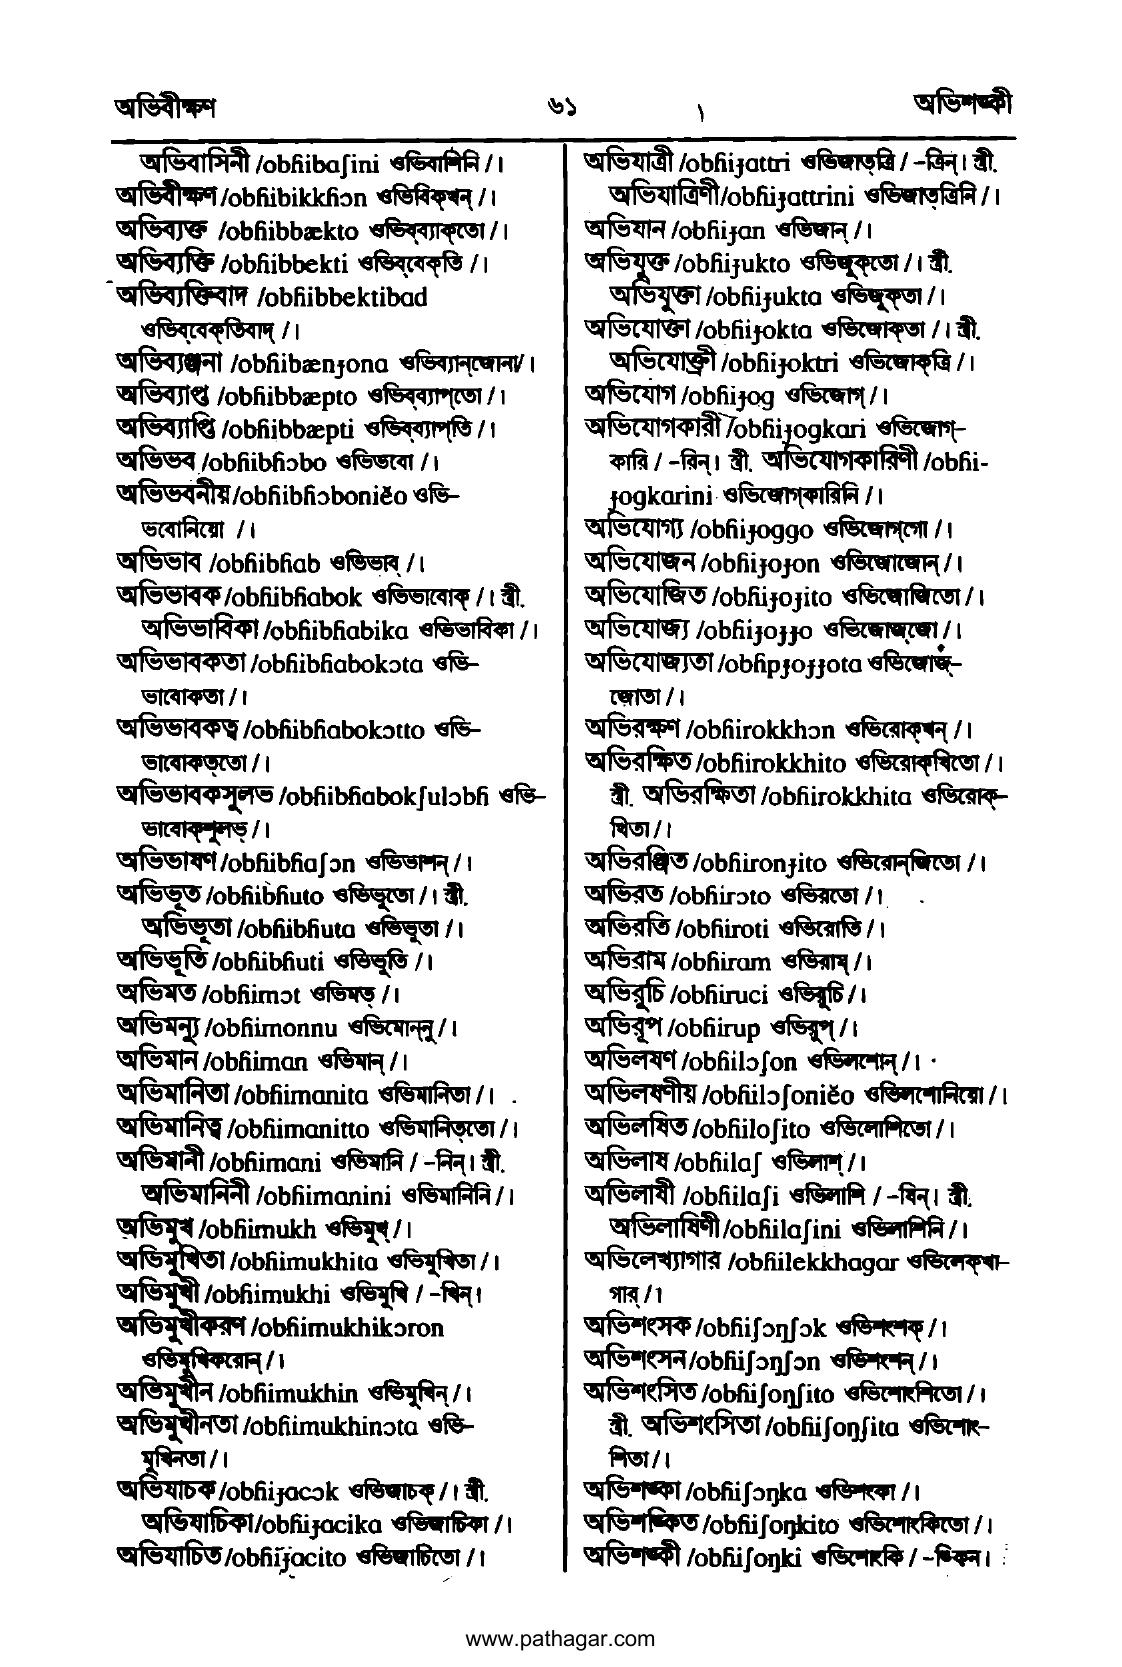 অভিবীক্ষণ ৬১ । অভিশঙ্কী
অভিবাসিনী /obɦibaʃini ওভিবাশিনি /।
অভিবীক্ষণ /obɦibikkɦɔn ওভিবিক্‌খন্ /।
অভিব্যক্ত /obɦibbækto ওভিব্‌ব্যাক্‌তো /।
অভিব্যক্তি /obɦibbekti ওভিব্‌বেক্‌তি /।
অভিব্যক্তিবাদ /obɦibbektibad
ওভিব্‌বেক্‌তিবাদ্ /।
অভিব্যঞ্জনা /obɦibænɟona ওভিব্যান্‌জোনা/।
অভিব্যাপ্ত /obɦibbæpto ওভিব্‌ব্যাপ্‌তো /।
অভিব্যাপ্তি /obɦibbæpti ওভিব্‌ব্যাপ্‌তি /।
অভিভব /obɦibɦɔbo ওভিভবো /।
অভিভবনীয় /obɦibɦɔboniĕo ওভি–
ভবোনিয়ো /।
অভিভাব /obɦibɦab ওভিভাব্ /।
অভিভাবক /obɦibɦabok ওভিভাবোক্ /। স্ত্রী.
অভিভাবিকা /obɦibɦabika ওভিভাবিকা /।
অভিভাবকতা /obɦibɦabokɔta ওভি–
ভাবোকতা /।
অভিভাবকত্ব /obɦibɦabokɔtto ওভি–
ভাবোকত্‌তো /।
অভিভাবকসুলভ /obɦibɦabokʃulɔbɦ ওভি–
ভাবোক্‌শুলভ্ /।
অভিভাষণ /obɦibɦaʃɔn ওভিভাশন্ /।
অভিভূত /obɦibɦuto ওভিভূতো /। স্ত্রী.
অভিভূতা /obɦibɦuta ওভিভূতা /।
অভিভূতি /obɦibɦuti ওভিভূতি /।
অভিমত /obɦimɔt ওভিমত্ /।
অভিমন্যু /obɦimonnu ওভিমোন্‌নু /।
অভিমান /obɦiman ওভিমান্ /।
অভিমানিতা /obɦimanita ওভিমানিতা /।
অভিমানিত্ব /obɦimanitto ওভিমানিত্‌তো /।
অভিমানী /obɦimani ওভিমানি / –নিন্। স্ত্রী.
অভিমানিনী /obɦimanini ওভিমানিনি /।
অভিমুখ /obɦimukh ওভিমুখ্ /।
অভিমুখিতা /obɦimukhita ওভিমুখিতা /।
অভিমুখী /obɦimukhi ওভিমুখি / –খিন্।
অভিমুখীকরণ /obɦimukhikɔron
ওভিমুখিকরোন্ /।
অভিমুখীন /obɦimukhin ওভিমুখিন্ /।
অভিমুখীনতা /obɦimukhinɔta ওভি–
মুখিনতা /।
অভিযাচক /obɦiɟacɔk ওভিজাচক্ /। স্ত্রী.
অভিযাচিকা/obɦiɟacika ওভিজাচিকা /।
অভিযাচিত /obɦiɟacito ওভিজাচিতো /।
অভিযাত্রী /obɦiɟattri ওভিজাত্‌ত্রি / –ত্রিন্। স্ত্রী.
অভিযাত্রিণী/obɦiɟattrini ওভিজাত্‌ত্রিনি /।
অভিযান /obɦiɟan ওভিজান্ /।
অভিযুক্ত /obɦiɟukto ওভিজুক্‌তো /। স্ত্রী.
অভিযুক্তা /obɦiɟukta ওভিজুক্‌তা /।
অভিযোক্তা /obɦiɟokta ওভিজোক্‌তা /। স্ত্রী.
অভিযোক্ত্রী /obɦiɟoktri ওভিজোক্‌ত্রি /।
অভিযোগ /obɦiɟog ওভিজোগ্ /।
অভিযোগকারী /obɦiɟogkari ওভিজোগ্–
কারি / –রিন্। স্ত্রী. অভিযোগকারিণী /obɦi-
ɟogkarini ওভিজোগ্‌কারিনি /।
অভিযোগ্য /obɦiɟoggo ওভিজোগ্‌গো /।
অভিযোজন /obɦiɟoɟon ওভিজোজোন্ /।
অভিযোজিত /obɦiɟoɟito ওভিজোজিতো /।
অভিযোজ্য /obɦiɟoɟɟo ওভিজোজ্‌জো /।
অভিযোজ্যতা /obɦipɟoɟɟota ওভিজোজ্–
জোতা /।
অভিরক্ষণ /obɦirokkhɔn ওভিরোক্‌খন্ /।
অভিরক্ষিত /obɦirokkhito ওভিরোক্‌খিতো /।
স্ত্রী. অভিরক্ষিতা /obɦirokkhita ওভিরোক্–
খিতা /।
অভিরঞ্জিত /obɦironɟito ওভিরোন্‌জিতো /।
অভিরত /obɦirɔto ওভিরতো /।
অভিরতি /obɦiroti ওভিরোতি /।
অভিরাম /obɦiram ওভিরাম্ /।
অভিরুচি /obɦiruci ওভিরুচি /।
অভিরূপ /obɦirup ওভিরুপ্ /।
অভিলষণ /obɦilɔʃon ওভিলশোন্ /।
অভিলষণীয় /obɦilɔʃoniĕo ওভিলশোনিয়ো /।
অভিলষিত /obɦiloʃito ওভিলোশিতো /।
অভিলাষ /obɦilaʃ ওভিলাশ্ /।
অভিলাষী /obɦilaʃi ওভিলাশি / –ষিন্। স্ত্রী.
অভিলাষিণী /obɦilaʃini ওভিলাশিনি /।
অভিলেখ্যাগার /obɦilekkhagar ওভিলেক্‌খা–
গার্ /।
অভিশংসক /obɦiʃɔŋʃɔk ওভিশংশক্ /।
অভিশংসন /obɦiʃɔŋʃɔn ওভিশংশন্ /।
অভিশংসিত /obɦiʃoŋʃito ওভিশোংশিতো /।
স্ত্রী. অভিশংসিতা /obɦiʃoŋʃita ওভিশোং–
শিতা /।
অভিশঙ্কা /obɦiʃɔŋka ওভিশংকা /।
অভিশঙ্কিত /obɦiʃoŋkito ওভিশোংকিতো /।
অভিশঙ্কী /obɦiʃoŋki ওভিশোংকি / –ঙ্কিন।
www.pathagar.com